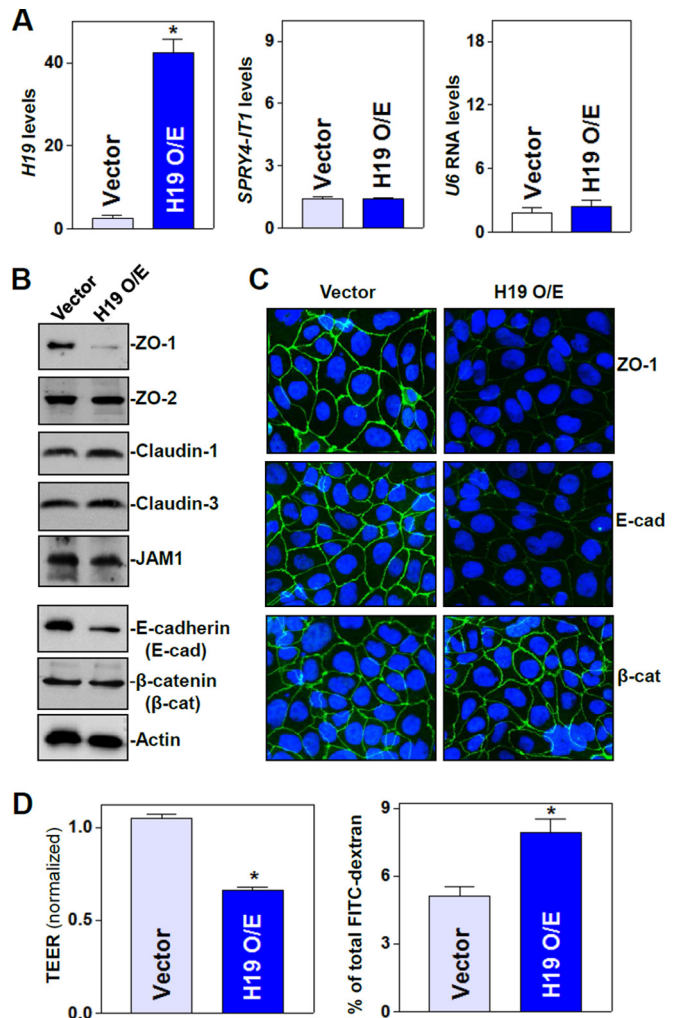 A
H19 levels
40
20
0
Vector
H19 O/E
*
SPRY4-IT1 levels
9
6
3
0
Vector
H19 O/E
U6 RNA levels
18
12
6
0
Vector
H19 O/E
B
Vector
H19 O/E
-ZO-1
-ZO-2
-Claudin-1
-Claudin-3
-JAM1
-E-cadherin
(E-cad)
-β-catenin
(β-cat)
-Actin
C
Vector
H19 O/E
ZO-1
E-cad
β-cat
D
TEER (normalized)
1.0
0.5
0.0
Vector
H19 O/E
*
% of total FITC-dextran
9
6
3
0
Vector
H19 O/E
*